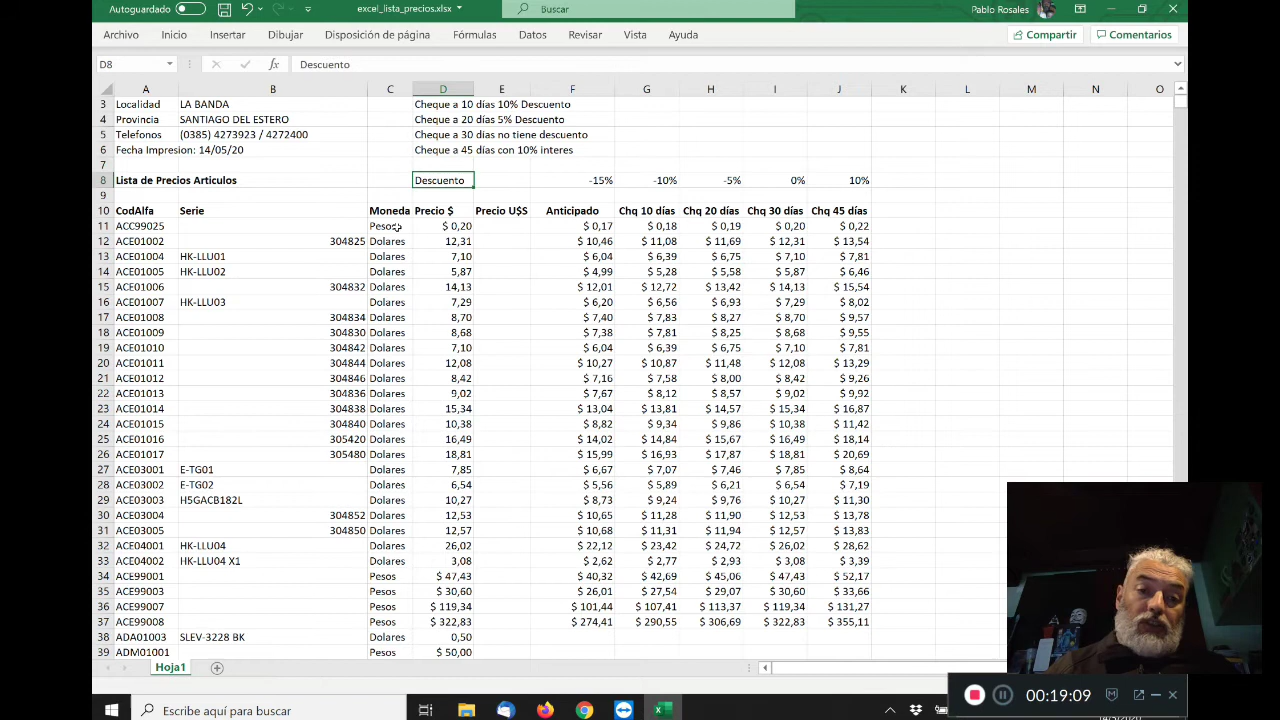 Autoguardado
excel_lista_precios.xlsx
Buscar
Pablo Rosales
Archivo Inicio Insertar Dibujar Disposición de página Fórmulas Datos Revisar Vista Ayuda Compartir Comentarios
D8 fx Descuento
A B C D E F G H I J K L M N O
3 Localidad LA BANDA Cheque a 10 días 10% Descuento
4 Provincia SANTIAGO DEL ESTERO Cheque a 20 días 5% Descuento
5 Telefonos (0385) 4273923 / 4272400 Cheque a 30 días no tiene descuento
6 Fecha Impresion: 14/05/20 Cheque a 45 días con 10% interes
7
8 Lista de Precios Articulos Descuento -15% -10% -5% 0% 10%
9
10 CodAlfa Serie Moneda Precio $ Precio U$S Anticipado Chq 10 días Chq 20 días Chq 30 días Chq 45 días
11 ACC99025 Pesos $ 0,20 $ 0,17 $ 0,18 $ 0,19 $ 0,20 $ 0,22
12 ACE01002 304825 Dolares 12,31 $ 10,46 $ 11,08 $ 11,69 $ 12,31 $ 13,54
13 ACE01004 HK-LLU01 Dolares 7,10 $ 6,04 $ 6,39 $ 6,75 $ 7,10 $ 7,81
14 ACE01005 HK-LLU02 Dolares 5,87 $ 4,99 $ 5,28 $ 5,58 $ 5,87 $ 6,46
15 ACE01006 304832 Dolares 14,13 $ 12,01 $ 12,72 $ 13,42 $ 14,13 $ 15,54
16 ACE01007 HK-LLU03 Dolares 7,29 $ 6,20 $ 6,56 $ 6,93 $ 7,29 $ 8,02
17 ACE01008 304834 Dolares 8,70 $ 7,40 $ 7,83 $ 8,27 $ 8,70 $ 9,57
18 ACE01009 304830 Dolares 8,68 $ 7,38 $ 7,81 $ 8,25 $ 8,68 $ 9,55
19 ACE01010 304842 Dolares 7,10 $ 6,04 $ 6,39 $ 6,75 $ 7,10 $ 7,81
20 ACE01011 304844 Dolares 12,08 $ 10,27 $ 10,87 $ 11,48 $ 12,08 $ 13,29
21 ACE01012 304846 Dolares 8,42 $ 7,16 $ 7,58 $ 8,00 $ 8,42 $ 9,26
22 ACE01013 304836 Dolares 9,02 $ 7,67 $ 8,12 $ 8,57 $ 9,02 $ 9,92
23 ACE01014 304838 Dolares 15,34 $ 13,04 $ 13,81 $ 14,57 $ 15,34 $ 16,87
24 ACE01015 304840 Dolares 10,38 $ 8,82 $ 9,34 $ 9,86 $ 10,38 $ 11,42
25 ACE01016 305420 Dolares 16,49 $ 14,02 $ 14,84 $ 15,67 $ 16,49 $ 18,14
26 ACE01017 305480 Dolares 18,81 $ 15,99 $ 16,93 $ 17,87 $ 18,81 $ 20,69
27 ACE03001 E-TG01 Dolares 7,85 $ 6,67 $ 7,07 $ 7,46 $ 7,85 $ 8,64
28 ACE03002 E-TG02 Dolares 6,54 $ 5,56 $ 5,89 $ 6,21 $ 6,54 $ 7,19
29 ACE03003 H5GACB182L Dolares 10,27 $ 8,73 $ 9,24 $ 9,76 $ 10,27 $ 11,30
30 ACE03004 304852 Dolares 12,53 $ 10,65 $ 11,28 $ 11,90 $ 12,53 $ 13,78
31 ACE03005 304850 Dolares 12,57 $ 10,68 $ 11,31 $ 11,94 $ 12,57 $ 13,83
32 ACE04001 HK-LLU04 Dolares 26,02 $ 22,12 $ 23,42 $ 24,72 $ 26,02 $ 28,62
33 ACE04002 HK-LLU04 X1 Dolares 3,08 $ 2,62 $ 2,77 $ 2,93 $ 3,08 $ 3,39
34 ACE99001 Pesos $ 47,43 $ 40,32 $ 42,69 $ 45,06 $ 47,43 $ 52,17
35 ACE99003 Pesos $ 30,60 $ 26,01 $ 27,54 $ 29,07 $ 30,60 $ 33,66
36 ACE99007 Pesos $ 119,34 $ 101,44 $ 107,41 $ 113,37 $ 119,34 $ 131,27
37 ACE99008 Pesos $ 322,83 $ 274,41 $ 290,55 $ 306,69 $ 322,83 $ 355,11
38 ADA01003 SLEV-3228 BK Dolares 0,50
39 ADM01001 Pesos $ 50,00
Hoja1
00:19:09
Escribe aquí para buscar